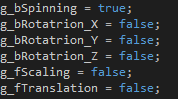 g_bSpinning = true;
g_bRotatrion_X = false;
g_bRotatrion_Y = false;
g_bRotatrion_Z = false;
g_fScaling = false;
g_fTranslation = false;